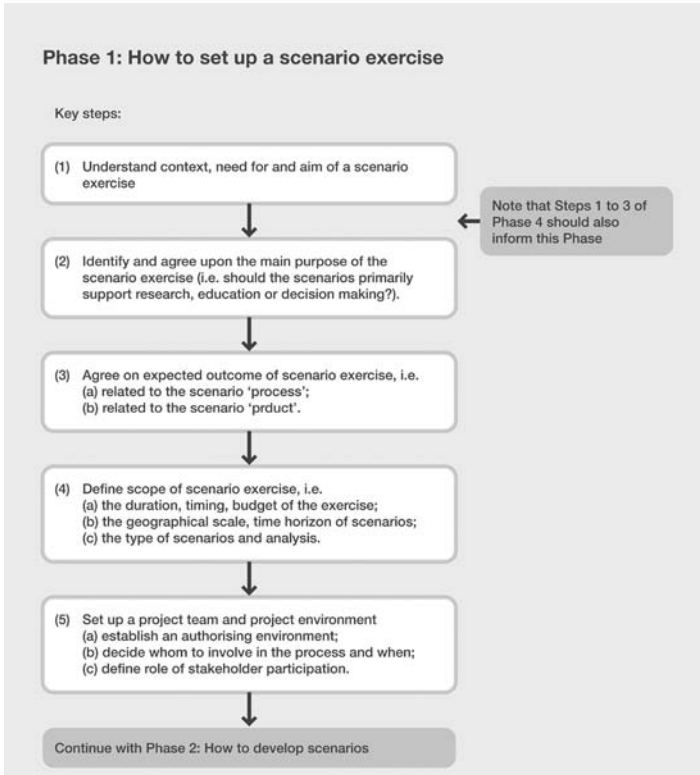 Phase 1: How to set up a scenario exercise
Key steps:
(1) Understand context, need for and aim of a scenario
exercise
Note that Steps 1 to 3 of
Phase 4 should also
inform this Phase
(2) Identify and agree upon the main purpose of the
scenario exercise (i.e. should the scenarios primarily
support research, education or decision making?).
(3) Agree on expected outcome of scenario exercise, i.e.
(a) related to the scenario 'process';
(b) related to the scenario 'prduct'.
(4) Define scope of scenario exercise, i.e.
(a) the duration, timing, budget of the exercise;
(b) the geographical scale, time horizon of scenarios;
(c) the type of scenarios and analysis.
(5) Set up a project team and project environment
(a) establish an authorising environment;
(b) decide whom to involve in the process and when;
(c) define role of stakeholder participation.
Continue with Phase 2: How to develop scenarios